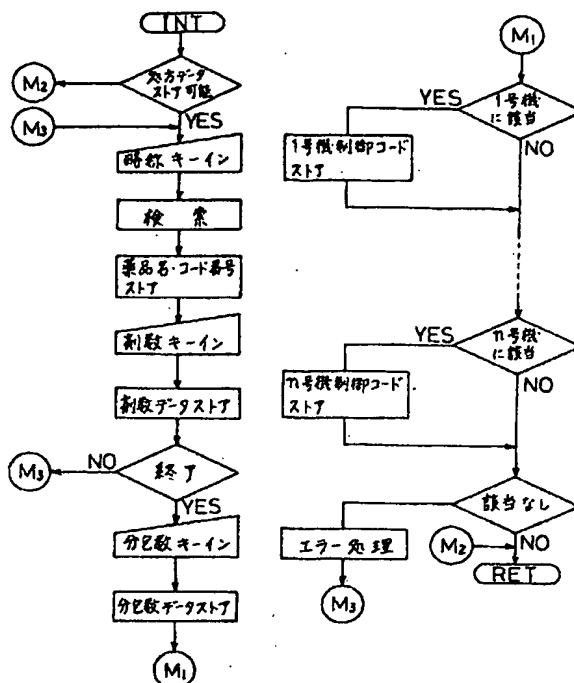 INT
処方データ
ストア可能
M2
YES
M3
略称キーイン
検索
薬品名・コード番号
ストア
剤数キーイン
剤数データストア
終了
NO
M3
YES
分包数キーイン
分包数データストア
M1
M1
1号機
に該当
YES
NO
1号機制御コード
ストア
n号機
に該当
YES
NO
n号機制御コード
ストア
該当なし
エラー処理
M3
NO
M2
RET